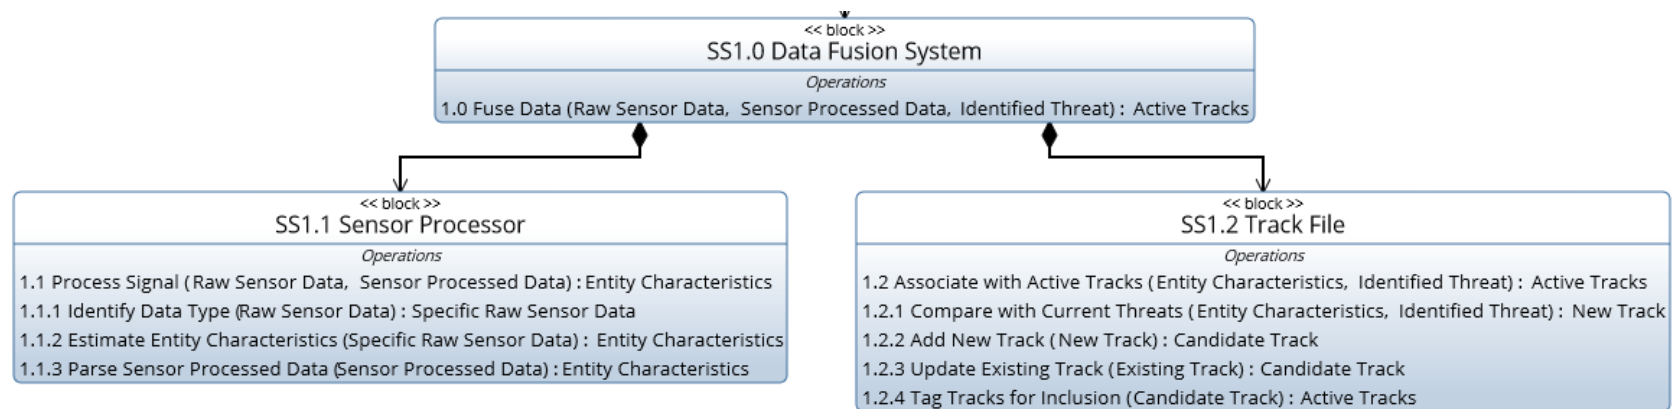 << block >>
SS1.0 Data Fusion System
Operations
1.0 Fuse Data (Raw Sensor Data, Sensor Processed Data, Identified Threat) : Active Tracks
<< block >>
SS1.1 Sensor Processor
Operations
1.1 Process Signal (Raw Sensor Data, Sensor Processed Data) : Entity Characteristics
1.1.1 Identify Data Type (Raw Sensor Data) : Specific Raw Sensor Data
1.1.2 Estimate Entity Characteristics (Specific Raw Sensor Data) : Entity Characteristics
1.1.3 Parse Sensor Processed Data (Sensor Processed Data) : Entity Characteristics
<< block >>
SS1.2 Track File
Operations
1.2 Associate with Active Tracks (Entity Characteristics, Identified Threat) : Active Tracks
1.2.1 Compare with Current Threats (Entity Characteristics, Identified Threat) : New Track
1.2.2 Add New Track (New Track) : Candidate Track
1.2.3 Update Existing Track (Existing Track) : Candidate Track
1.2.4 Tag Tracks for Inclusion (Candidate Track) : Active Tracks